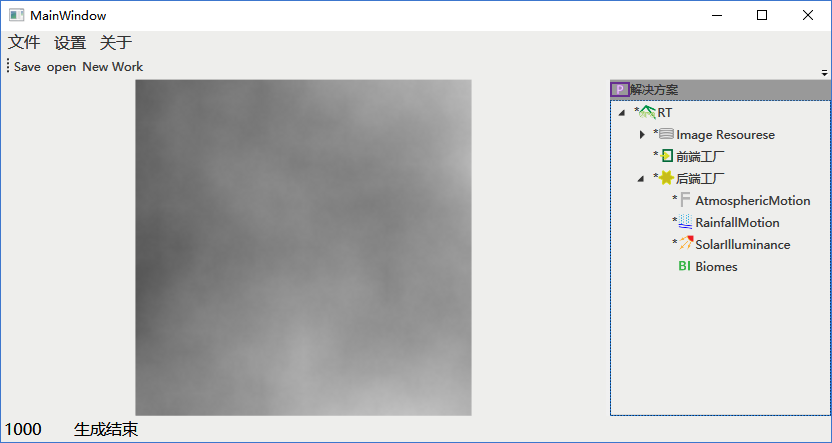 MainWindow
文件 设置 关于
Save open New Work
P 解决方案
*RT
*Image Resourese
*前端工厂
*后端工厂
*F AtmosphericMotion
*RainfallMotion
*SolarIlluminance
BI Biomes
1000 生成结束